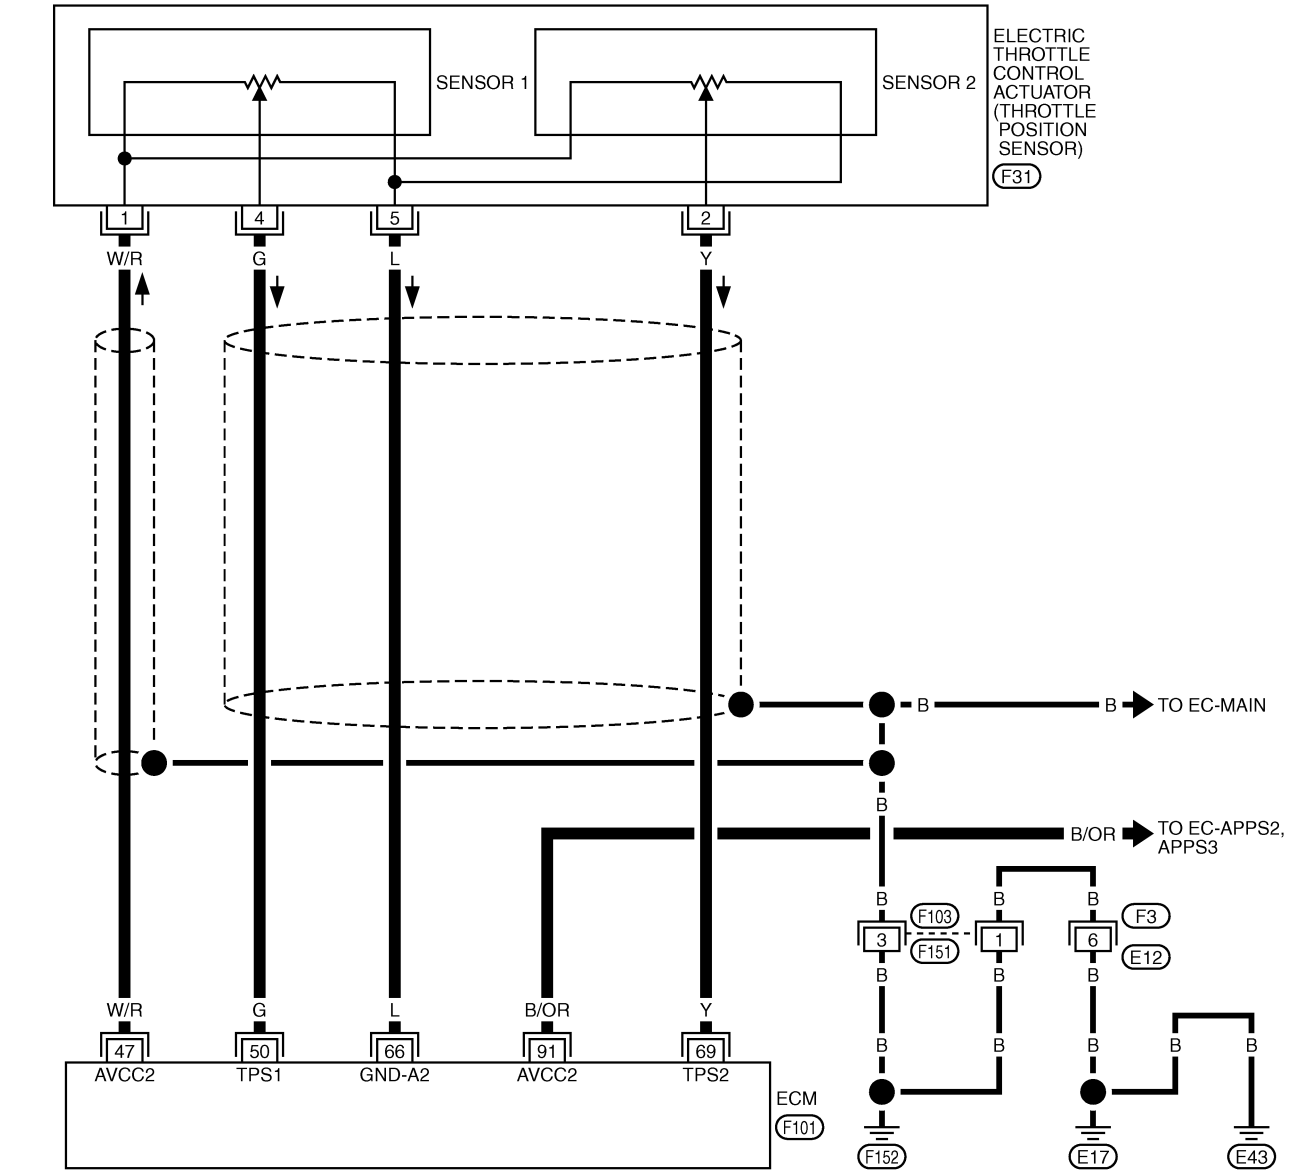 SENSOR 1
SENSOR 2
ELECTRIC
THROTTLE
CONTROL
ACTUATOR
(THROTTLE
POSITION
SENSOR)
F31
1 4 5 2
W/R G L Y
B B TO EC-MAIN
B
B/OR TO EC-APPS2,
APPS3
B B B
F103 F3
3 1 6
F151 E12
B B B
W/R G L B/OR Y
B B B B B
47 50 66 91 69
AVCC2 TPS1 GND-A2 AVCC2 TPS2
ECM
F101
F152 E17 E43